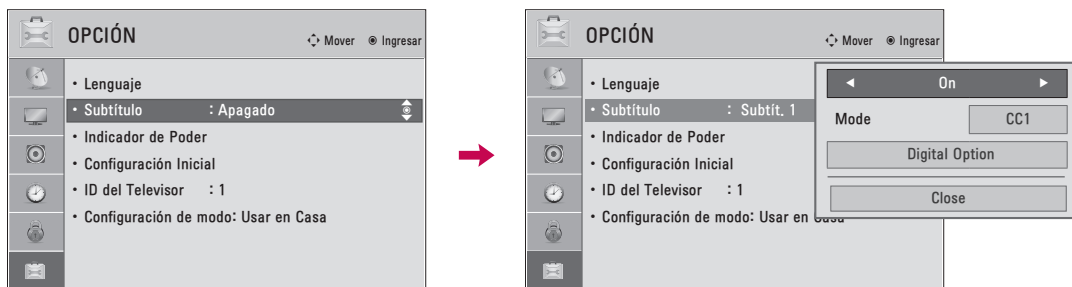 OPCIÓN
Mover
Ingresar
• Lenguaje
• Subtítulo : Apagado
• Indicador de Poder
• Configuración Inicial
• ID del Televisor : 1
• Configuración de modo: Usar en Casa
OPCIÓN
Mover
Ingresar
• Lenguaje
• Subtítulo : Subtít. 1
• Indicador de Poder
• Configuración Inicial
• ID del Televisor : 1
• Configuración de modo: Usar en Casa
◄ On ►
Mode CC1
Digital Option
Close